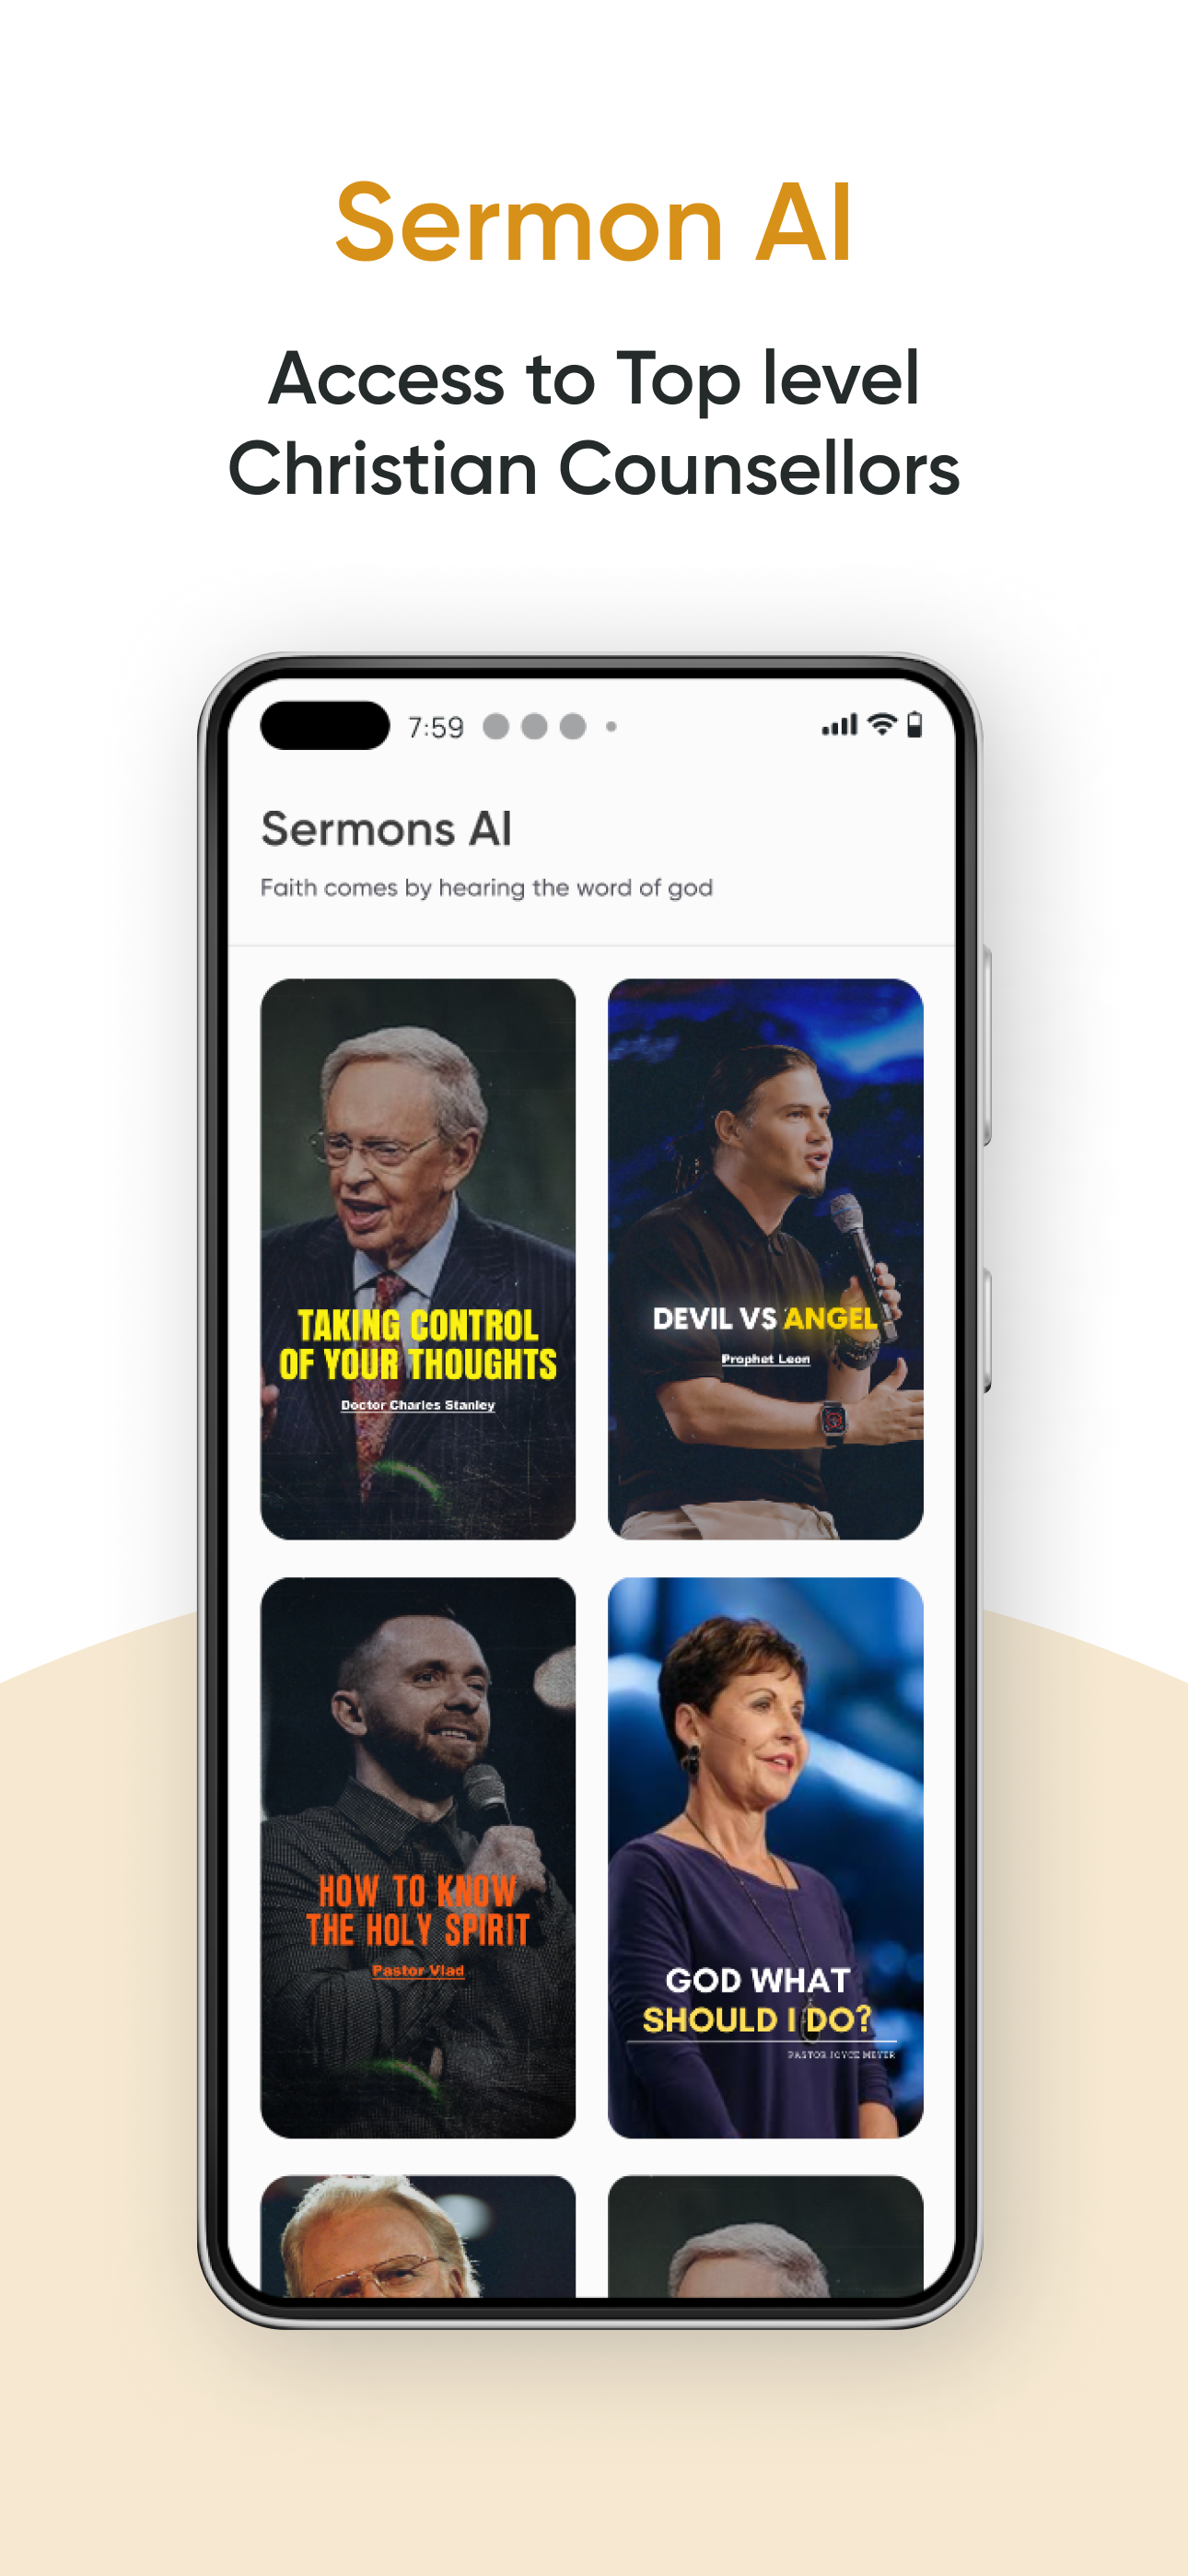 Sermon AI
Access to Top level
Christian Counsellors
7:59
Sermons AI
Faith comes by hearing the word of god
TAKING CONTROL
OF YOUR THOUGHTS
Doctor Charles Stanley
DEVIL VS ANGEL
Prophet Leon
HOW TO KNOW
THE HOLY SPIRIT
Pastor Vlad
GOD WHAT
SHOULD I DO?
PASTOR JOYCE MEYER